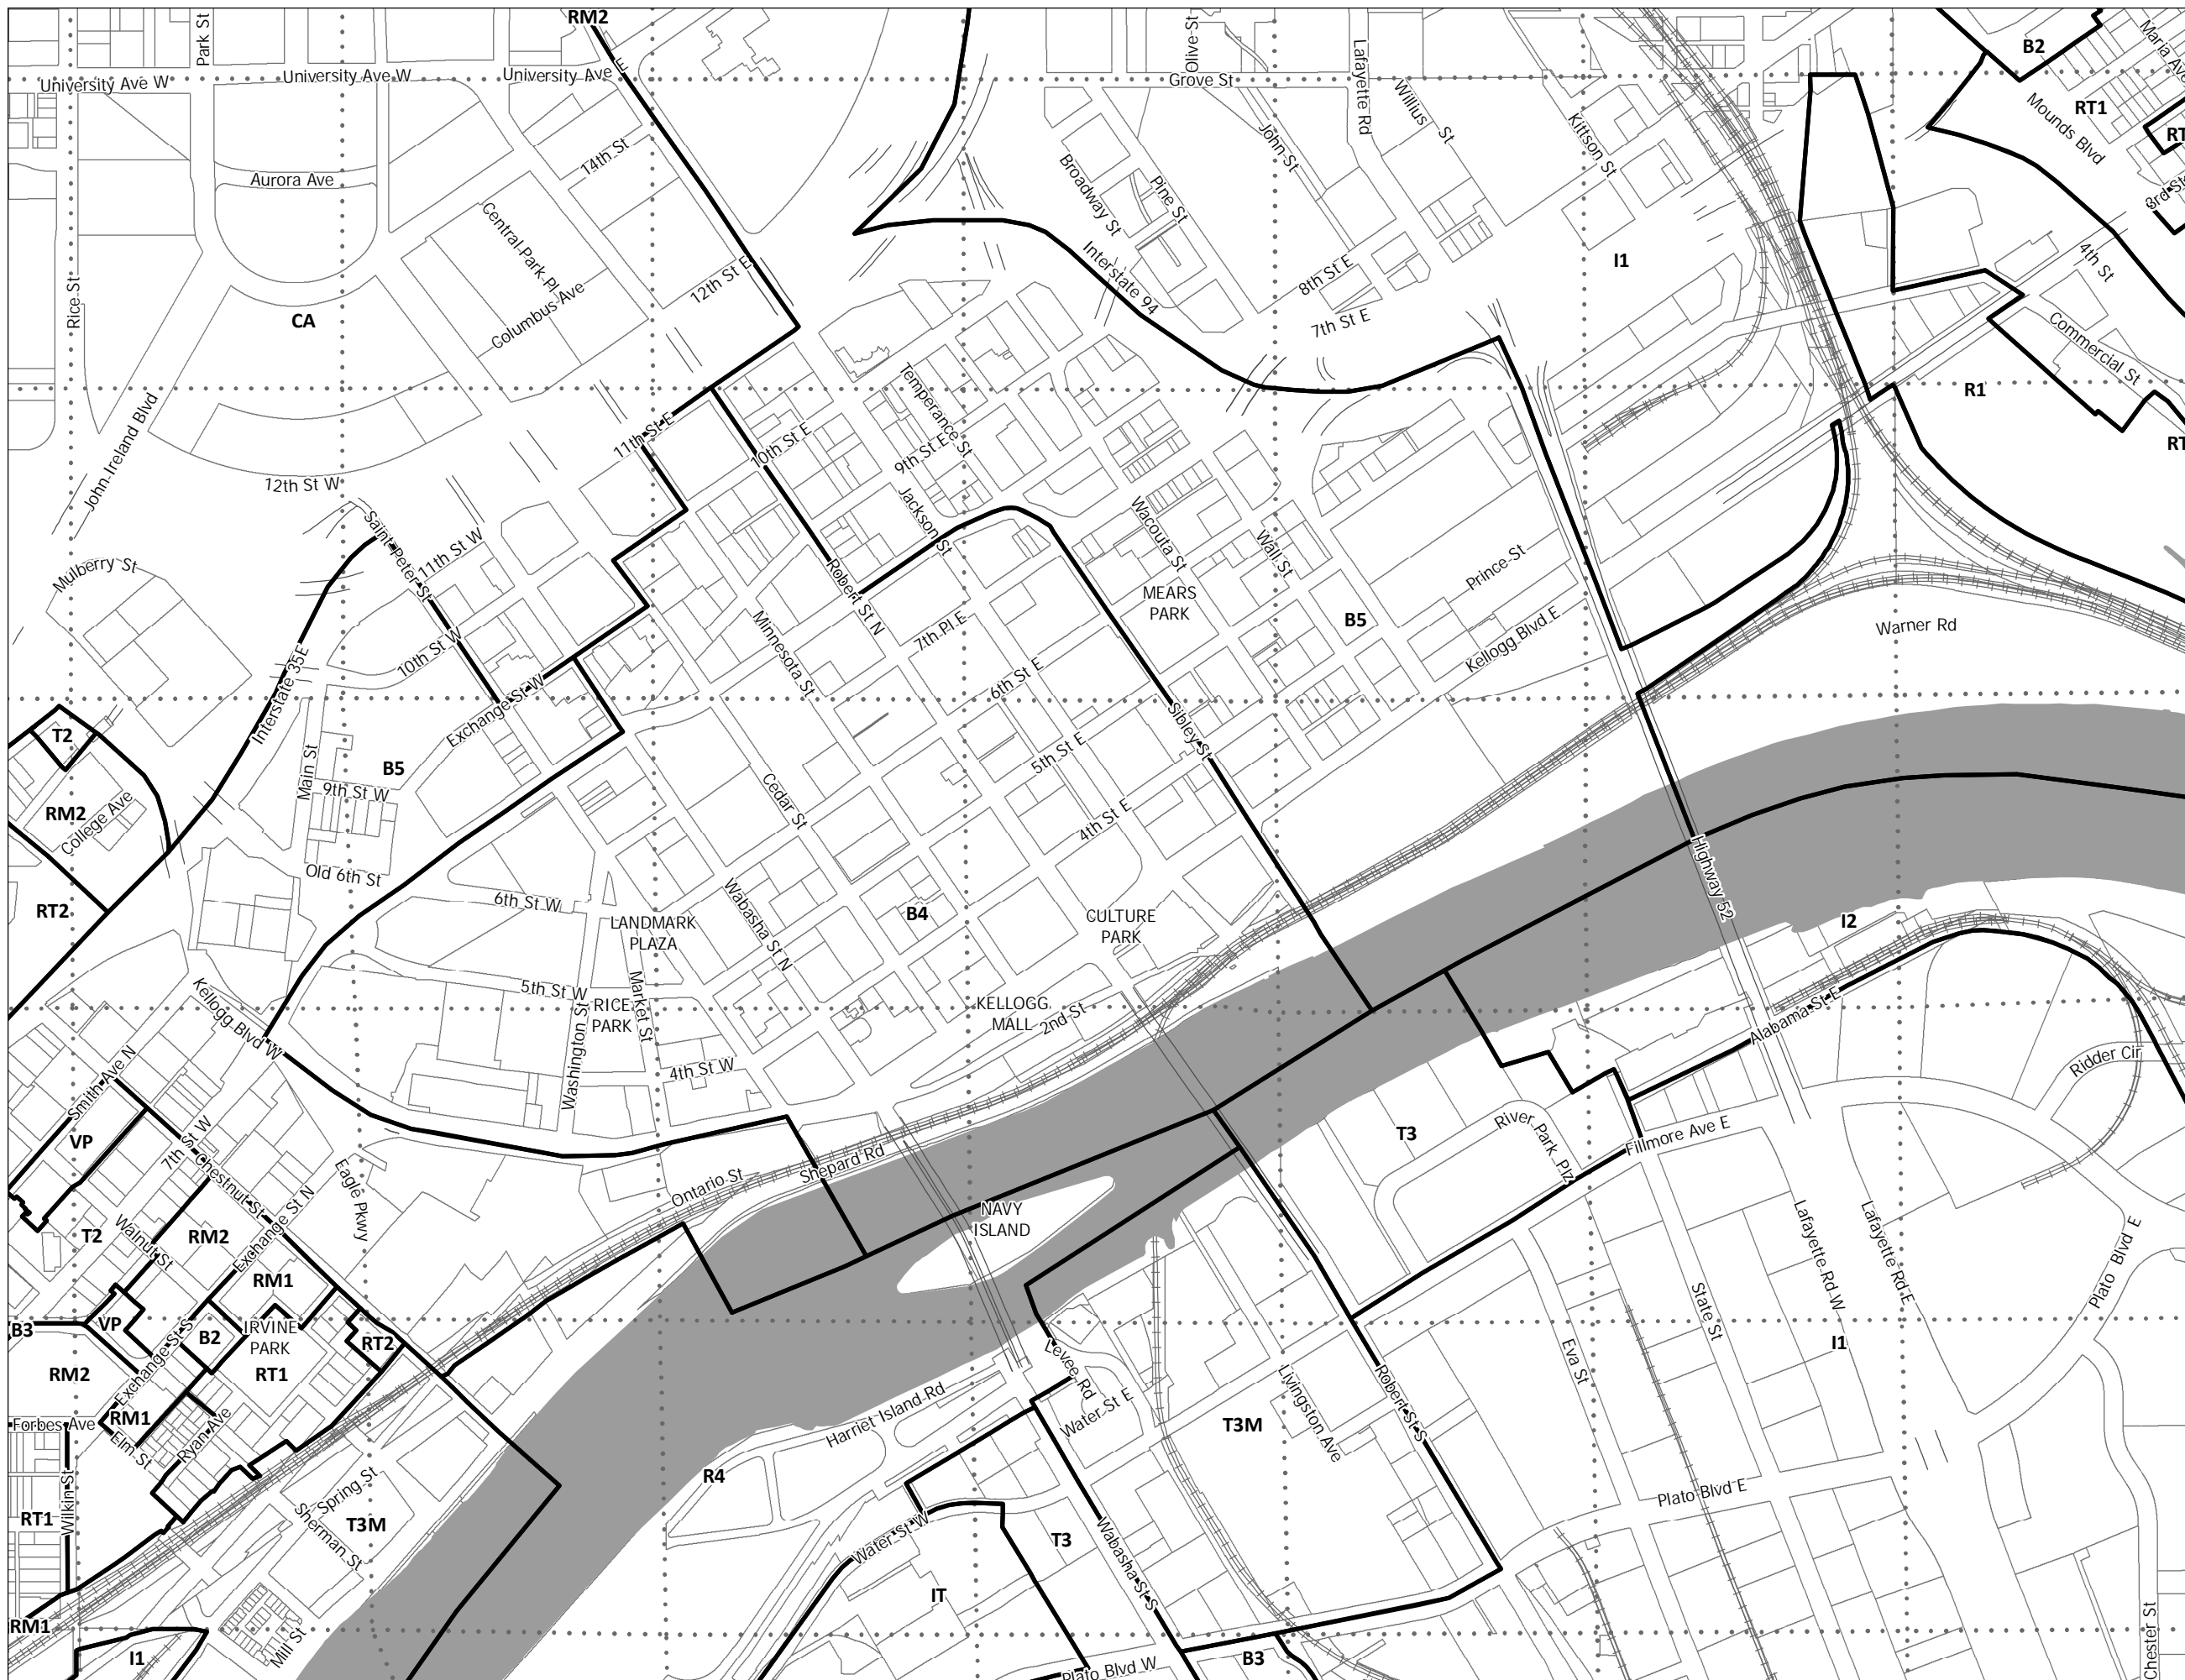 RM2
Park St
Olive St
Lafayette Rd
B2
Maria Ave
University Ave W
University Ave W
University Ave
E
Grove St
Willius St
Kittson St
RT1
Mounds Blvd
14th St
John St
Aurora Ave
Broadway St
Pine St
3rd St
Central Park Pl
Columbus Ave
12th St E
Interstate 94
8th St E
7th St E
I1
4th St
Rice St
CA
Commercial St
R1
John Ireland Blvd
11th St E
10th St E
Temperance St
9th St E
12th St W
Jackson St
Saint Peter St
11th St W
Wacouta St
Wall St
Mulberry St
Robert St N
Prince St
MEARS
PARK
B5
Minnesota St
7th Pl E
Kellogg Blvd E
Warner Rd
10th St W
Interstate 35E
6th St E
Exchange St W
Sibley St
T2
5th St E
Main St
B5
9th St W
RM2
College Ave
Cedar St
4th St E
Highway 52
Old 6th St
6th St W
RT2
LANDMARK
PLAZA
Wabasha St N
B4
CULTURE
PARK
I2
Kellogg Blvd W
5th St W
RICE
PARK
Market St
KELLOGG
MALL
2nd St
Alabama St E
Washington St
4th St W
Ridder Cir
Smith Ave N
VP
7th St W
Chestnut St
T3
River Park Plz
Fillmore Ave E
Eagle Pkwy
Ontario St
Shepard Rd
Exchange St N
NAVY
ISLAND
T2
Walnut St
RM2
RM1
Lafayette Rd W
Lafayette Rd E
Plato Blvd E
B3
VP
B2
IRVINE
PARK
RT2
State St
I1
RM2
Exchange St S
RT1
Levee Rd
Eva St
Forbes Ave
RM1
Elm St
Ryan Ave
Harriet Island Rd
Water St E
T3M
Livingston Ave
Robert St S
R4
Spring St
Sherman St
T3M
RT1
Wilkin St
Plato Blvd E
Water St W
T3
Wabasha St S
IT
RM1
Mill St
I1
Plato Blvd W
B3
Chester St